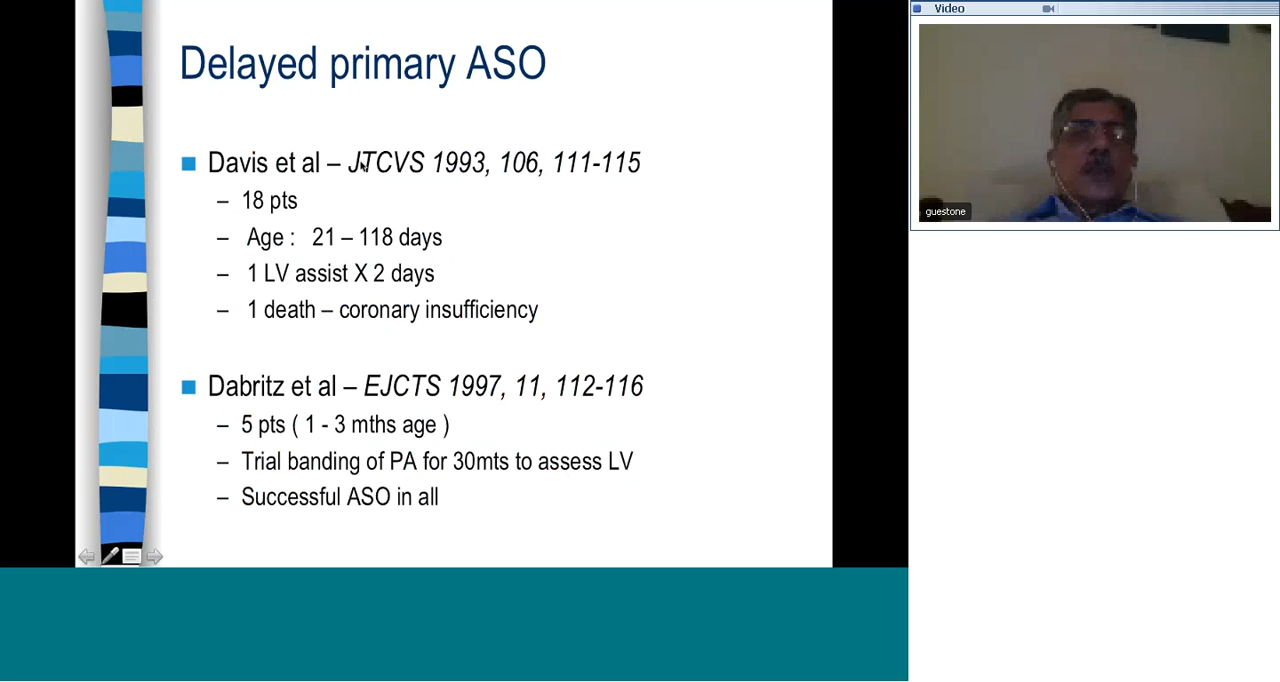 Delayed primary ASO
Davis et al – JTCVS 1993, 106, 111-115
– 18 pts
– Age : 21 – 118 days
– 1 LV assist X 2 days
– 1 death – coronary insufficiency
Dabritz et al – EJCTS 1997, 11, 112-116
– 5 pts ( 1 - 3 mths age )
– Trial banding of PA for 30mts to assess LV
– Successful ASO in all
Video
guestone